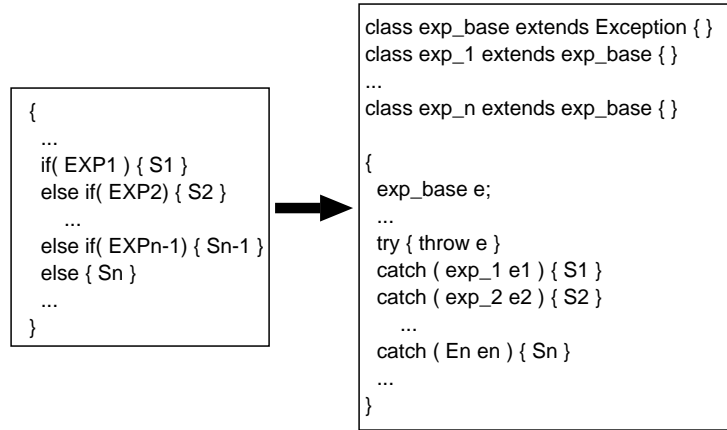 {
...
if( EXP1 ) { S1 }
else if( EXP2) { S2 }
...
else if( EXPn-1) { Sn-1 }
else { Sn }
...
}
class exp_base extends Exception { }
class exp_1 extends exp_base { }
...
class exp_n extends exp_base { }
{
exp_base e;
...
try { throw e }
catch ( exp_1 e1 ) { S1 }
catch ( exp_2 e2 ) { S2 }
...
catch ( En en ) { Sn }
...
}